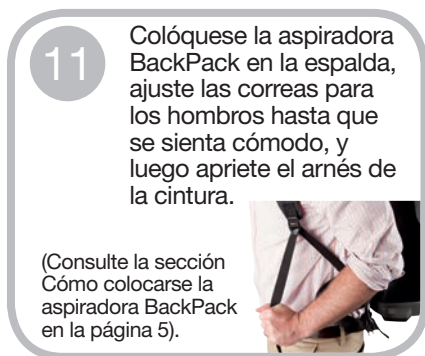 11
Colóquese la aspiradora
BackPack en la espalda,
ajuste las correas para
los hombros hasta que
se sienta cómodo, y
luego apriete el arnés de
la cintura.
(Consulte la sección
Cómo colocarse la
aspiradora BackPack
en la página 5).